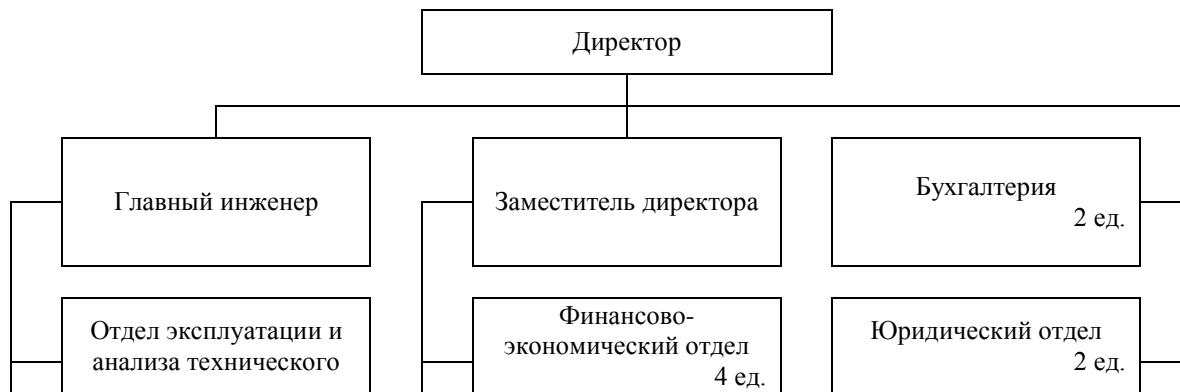 Директор
Главный инженер
Заместитель директора
Бухгалтерия
2 ед.
Отдел эксплуатации и
анализа технического
Финансово-
экономический отдел
4 ед.
Юридический отдел
2 ед.